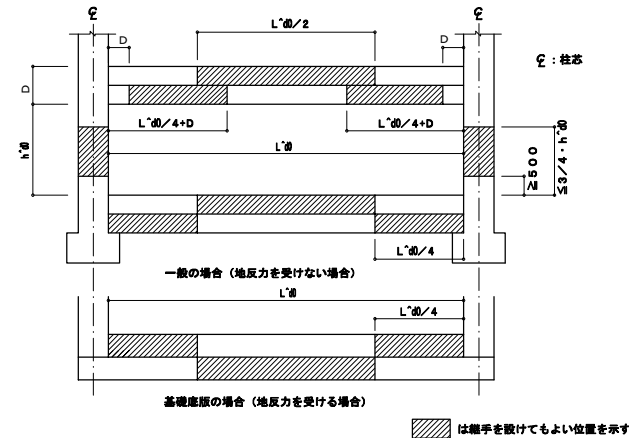 ℄ ℄
L^d0/2
D D
℄:柱芯
D
L^d0/4+D L^d0/4+D
h^d0
L^d0
≧500
≦3/4・h^d0
L^d0/4
一般の場合(地反力を受けない場合)
L^d0
L^d0/4
基礎底版の場合(地反力を受ける場合)
は継手を設けてもよい位置を示す